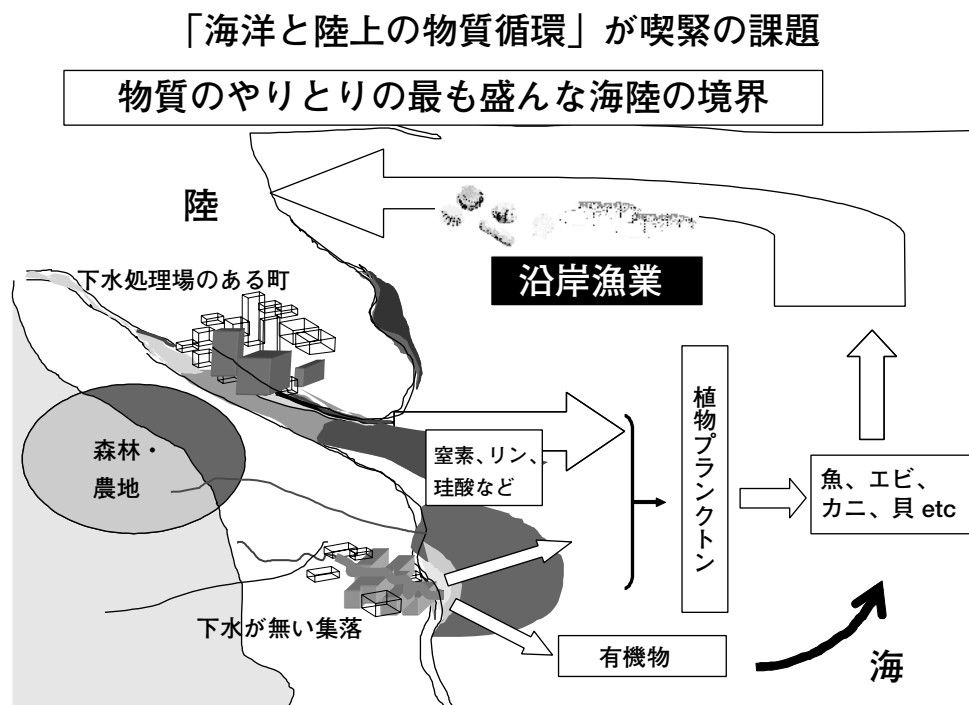 「海洋と陸上の物質循環」が喫緊の課題
物質のやりとりの最も盛んな海陸の境界
陸
沿岸漁業
下水処理場のある町
森林・
農地
窒素、リン、
珪酸など
植物プランクトン
魚、エビ、
カニ、貝 etc
下水が無い集落
有機物
海